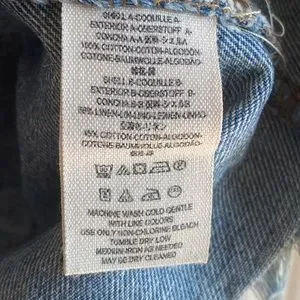 SHELL A-COQUILLE A-
EXTERIOR A-OBERSTOFF A-
CONCHA A-A
COTTON-COTON-ALGODON-
COTONE-BAUMWOLLE-ALGODÃO-
SHELL B-COQUILLE B-
EXTERIOR B-OBERSTOFF B-
CONCHA B-B
55% LINEN-LIN-LINO-LEINEN-LINHO-
45% COTTON-COTON-ALGODON-
COTONE-BAUMWOLLE-ALGODÃO-
MACHINE WASH COLD GENTLE
WITH LIKE COLORS
USE ONLY NON-CHLORINE BLEACH
TUMBLE DRY LOW
MEDIUM IRON AS NEEDED
MAY BE DRY CLEANED